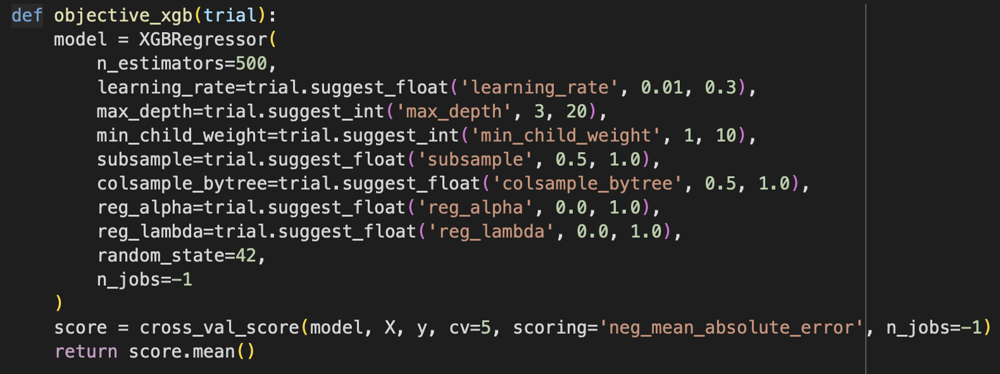 def objective_xgb(trial):
    model = XGBRegressor(
        n_estimators=500,
        learning_rate=trial.suggest_float('learning_rate', 0.01, 0.3),
        max_depth=trial.suggest_int('max_depth', 3, 20),
        min_child_weight=trial.suggest_int('min_child_weight', 1, 10),
        subsample=trial.suggest_float('subsample', 0.5, 1.0),
        colsample_bytree=trial.suggest_float('colsample_bytree', 0.5, 1.0),
        reg_alpha=trial.suggest_float('reg_alpha', 0.0, 1.0),
        reg_lambda=trial.suggest_float('reg_lambda', 0.0, 1.0),
        random_state=42,
        n_jobs=-1
    )
    score = cross_val_score(model, X, y, cv=5, scoring='neg_mean_absolute_error', n_jobs=-1)
    return score.mean()